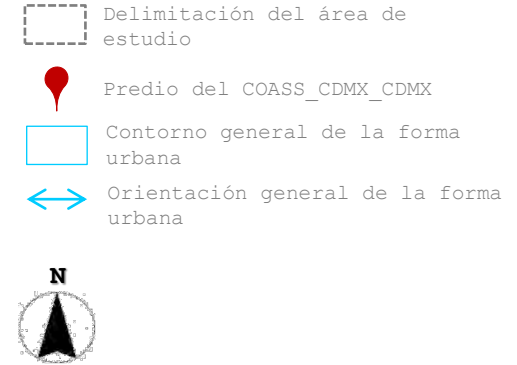 Delimitación del área de
estudio
Predio del COASS_CDMX_CDMX
Contorno general de la forma
urbana
Orientación general de la forma
urbana
N